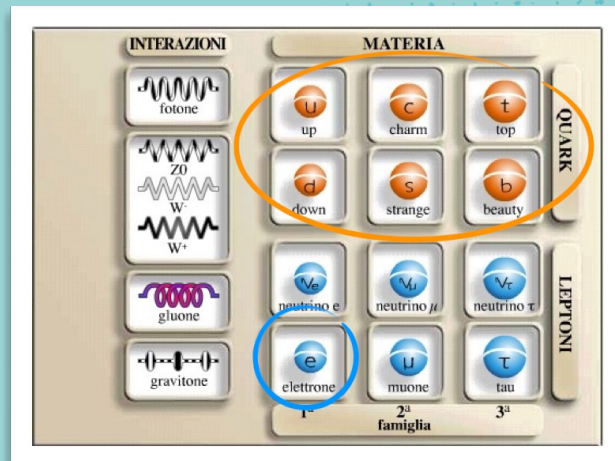 INTERAZIONI
fotone
Z0
W-
W+
gluone
gravitone
MATERIA
u c t
up charm top
d s b
down strange beauty
QUARK
νe νμ ντ
neutrino e neutrino μ neutrino τ
e μ τ
elettrone muone tau
LEPTONI
1ª 2ª 3ª
famiglia